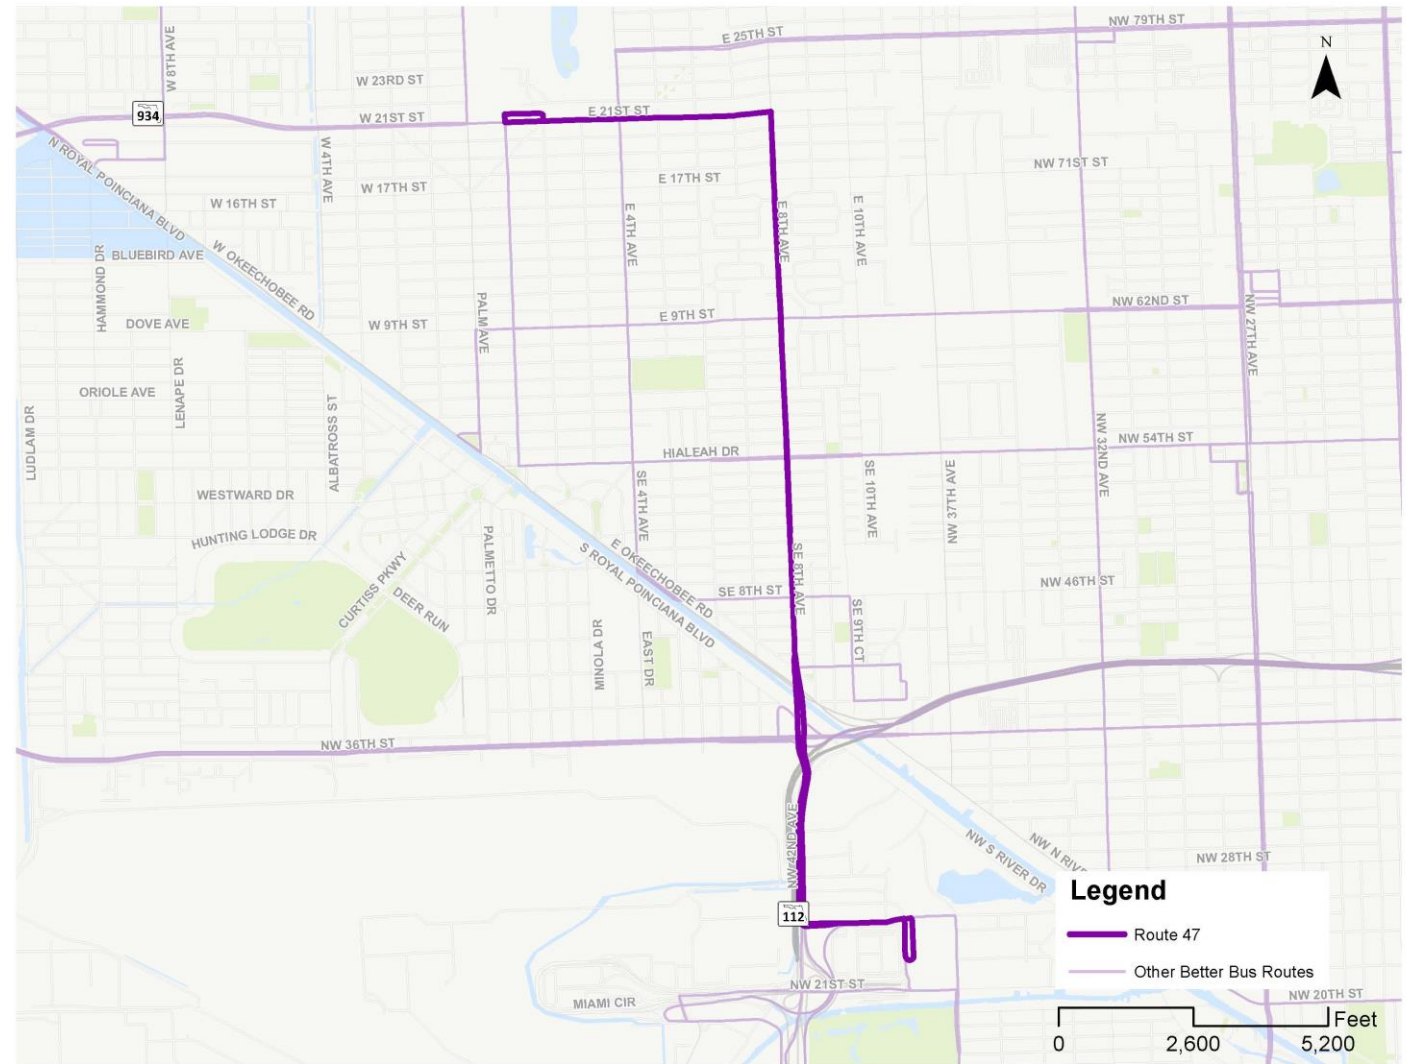 NW 79TH ST
E 25TH ST
N
W 8TH AVE
W 23RD ST
934
W 21ST ST
E 21ST ST
W 4TH AVE
NW 71ST ST
N ROYAL POINCIANA BLVD
W 17TH ST
E 17TH ST
W 16TH ST
E 4TH AVE
E 8TH AVE
E 10TH AVE
HAMMOND DR
BLUEBIRD AVE
W OKEECHOBEE RD
PALM AVE
NW 62ND ST
NW 27TH AVE
DOVE AVE
W 9TH ST
E 9TH ST
LENAPE DR
ORIOLE AVE
LUDLAM DR
ALBATROSS ST
HIALEAH DR
NW 54TH ST
NW 32ND AVE
SE 4TH AVE
SE 10TH AVE
NW 37TH AVE
WESTWARD DR
HUNTING LODGE DR
PALMETTO DR
CURTISS PKWY
DEER RUN
E OKEECHOBEE RD
S ROYAL POINCIANA BLVD
SE 8TH AVE
SE 8TH ST
NW 46TH ST
SE 9TH CT
MINOLA DR
EAST DR
NW 36TH ST
NW 42ND AVE
NW S RIVER DR
NW N RIVE
NW 28TH ST
112
Legend
Route 47
Other Better Bus Routes
NW 21ST ST
MIAMI CIR
NW 20TH ST
Feet
0 2,600 5,200